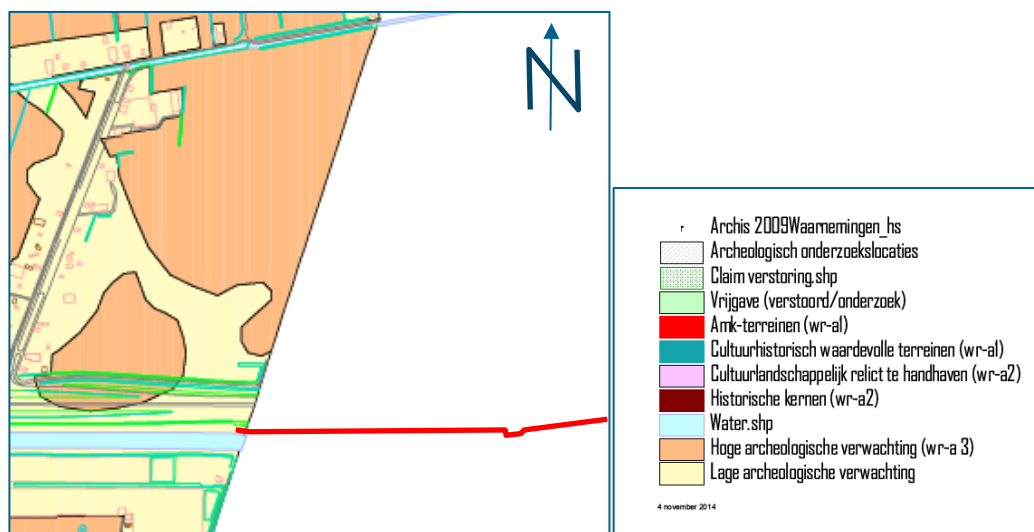 N
Archis 2009Waarnemingen_hs
Archeologisch onderzoekslocaties
Claim verstoring.shp
Vrijgave (verstoord/onderzoek)
Amk-terreinen (wr-a1)
Cultuurhistorisch waardevolle terreinen (wr-a1)
Cultuurlandschappelijk relict te handhaven (wr-a2)
Historische kernen (wr-a2)
Water.shp
Hoge archeologische verwachting (wr-a 3)
Lage archeologische verwachting
4 november 2014